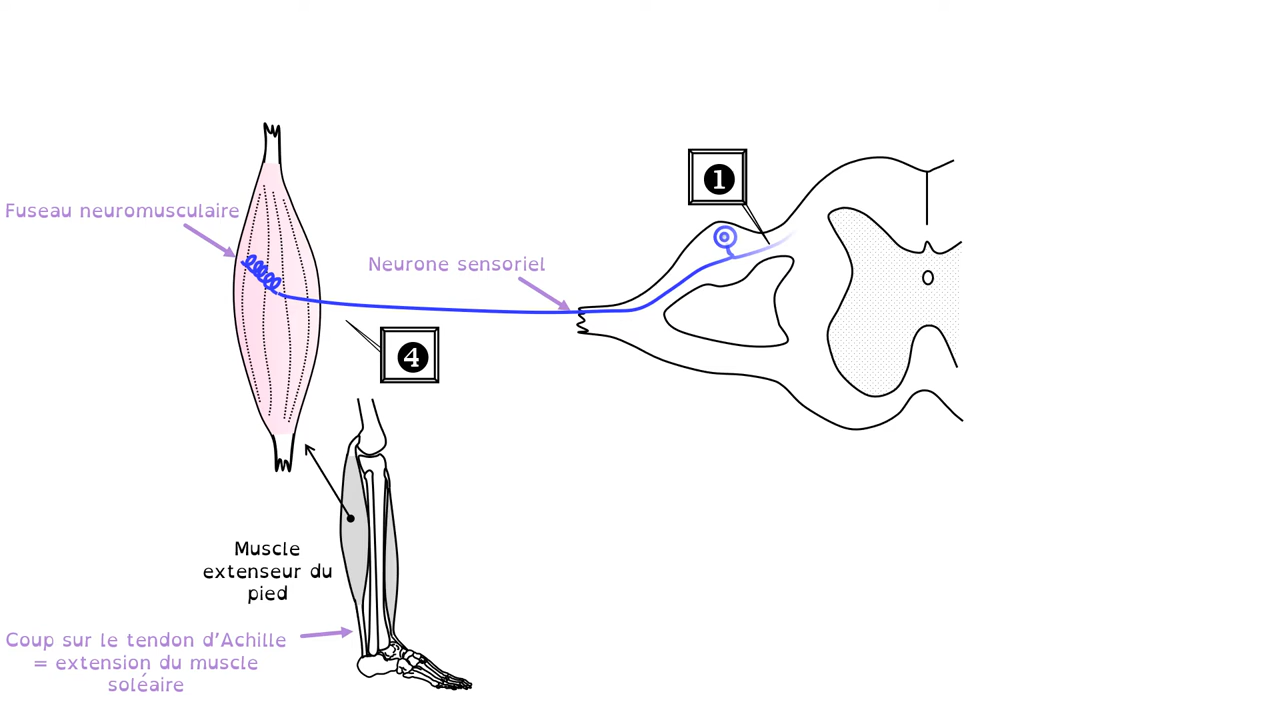 ❶
Fuseau neuromusculaire
Neurone sensoriel
❹
Muscle
extenseur du
pied
Coup sur le tendon d'Achille
= extension du muscle
soléaire